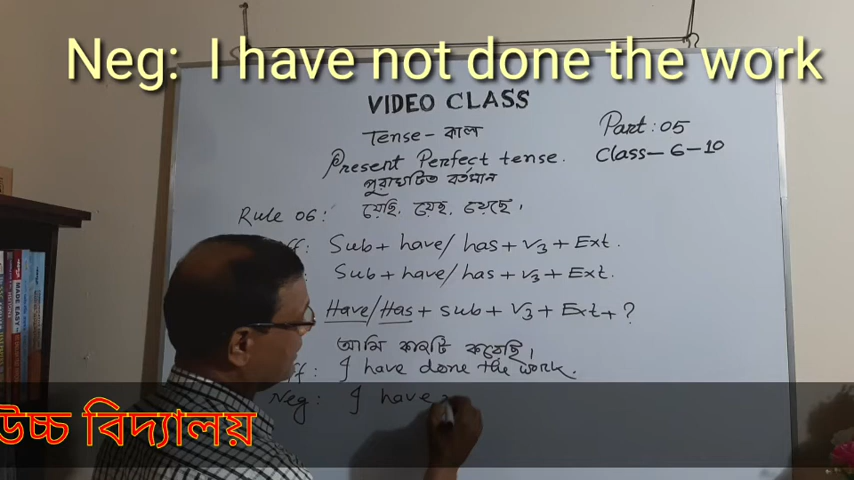 Neg: I have not done the work
VIDEO CLASS
Tense - কাল
Part: 05
Present Perfect tense.
Class - 6-10
পুরাঘটিত বর্তমান
Rule 06: য়েছি, য়েছ, য়েছে।
ff: Sub + have/has + V3 + Ext.
: Sub + have/has + V3 + Ext.
Have/Has + sub + V3 + Ext + ?
আমি কাজটি করেছি।
ff: I have done the work.
Neg: I have
উচ্চ বিদ্যালয়